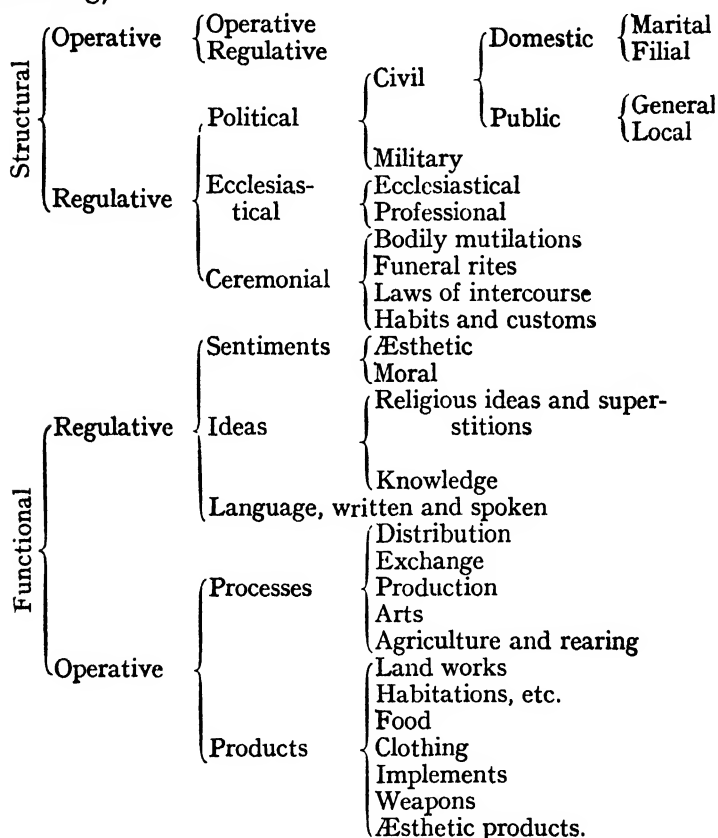 Structural
Operative
Operative
Regulative
Regulative
Political
Civil
Domestic
Marital
Filial
Public
General
Local
Military
Ecclesias-
tical
Ecclesiastical
Professional
Ceremonial
Bodily mutilations
Funeral rites
Laws of intercourse
Habits and customs
Functional
Regulative
Sentiments
Æsthetic
Moral
Ideas
Religious ideas and super-
stitions
Knowledge
Language, written and spoken
Operative
Processes
Distribution
Exchange
Production
Arts
Agriculture and rearing
Products
Land works
Habitations, etc.
Food
Clothing
Implements
Weapons
Æsthetic products.